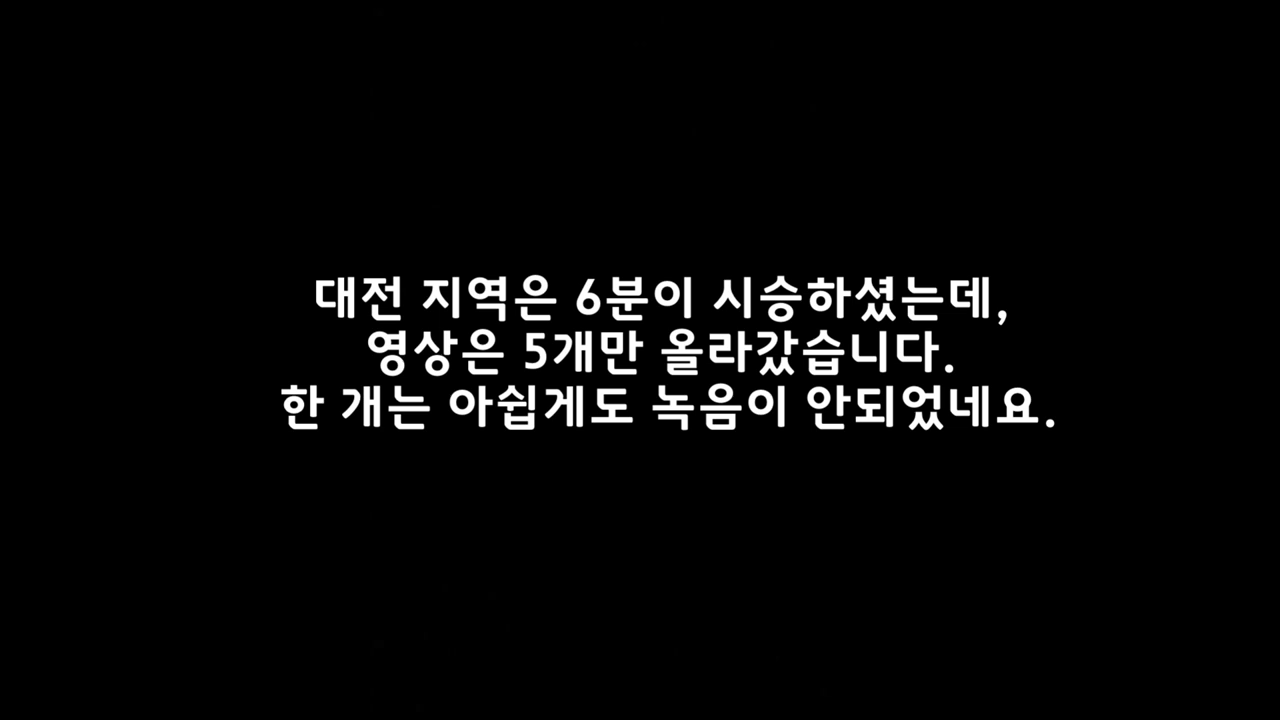 대전 지역은 6분이 시승하셨는데,
영상은 5개만 올라갔습니다.
한 개는 아쉽게도 녹음이 안되었네요.